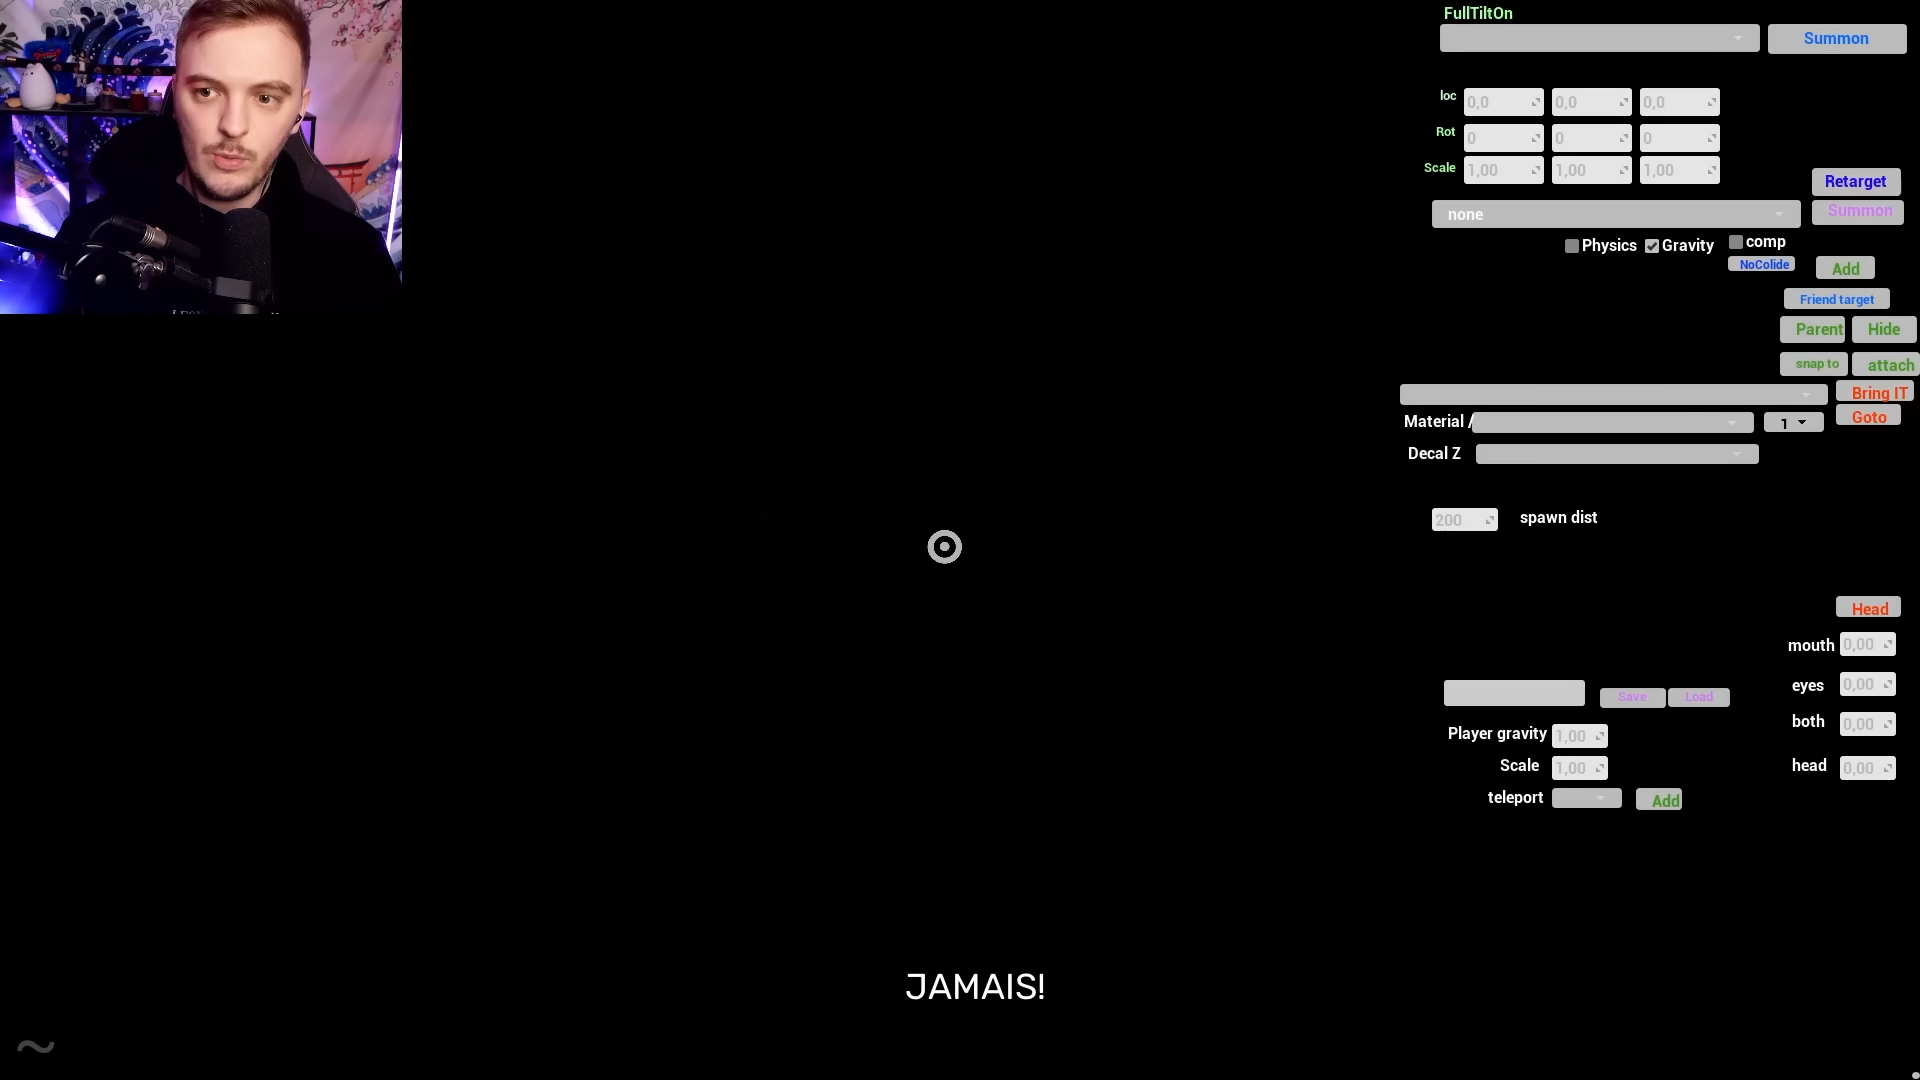 FullTiltOn
Summon
loc 0,0 0,0 0,0
Rot 0 0 0
Scale 1,00 1,00 1,00
Retarget
none Summon
Physics Gravity comp
NoColide Add
Friend target
Parent Hide
snap to attach
Bring IT
Material / 1 Goto
Decal Z
200 spawn dist
Head
mouth 0,00
eyes 0,00
Save Load
both 0,00
Player gravity 1,00
Scale 1,00 head 0,00
teleport Add
JAMAIS!
~